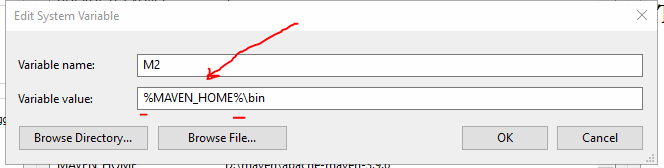 Edit System Variable
Variable name:
M2
Variable value:
%MAVEN_HOME%\bin
Browse Directory...
Browse File...
OK
Cancel
MAVEN_HOME